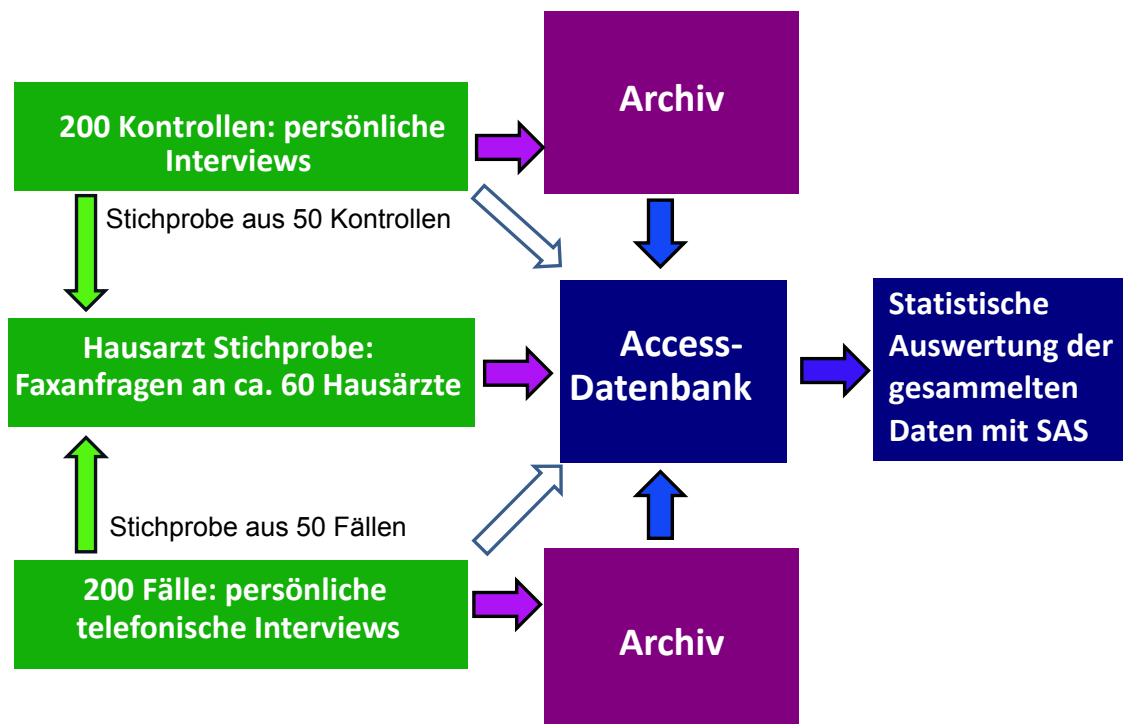 200 Kontrollen: persönliche
Interviews
Archiv
Stichprobe aus 50 Kontrollen
Hausarzt Stichprobe:
Faxanfragen an ca. 60 Hausärzte
Access-
Datenbank
Statistische
Auswertung der
gesammelten
Daten mit SAS
Stichprobe aus 50 Fällen
200 Fälle: persönliche
telefonische Interviews
Archiv